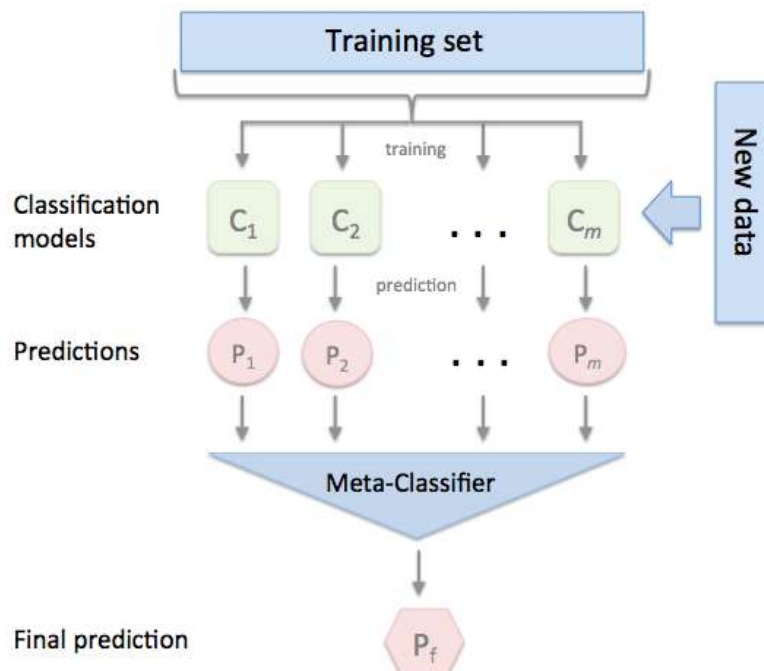 Training set
training
New data
Classification
models
C1 C2 . . . Cm
prediction
Predictions
P1 P2 . . . Pm
Meta-Classifier
Final prediction
Pf